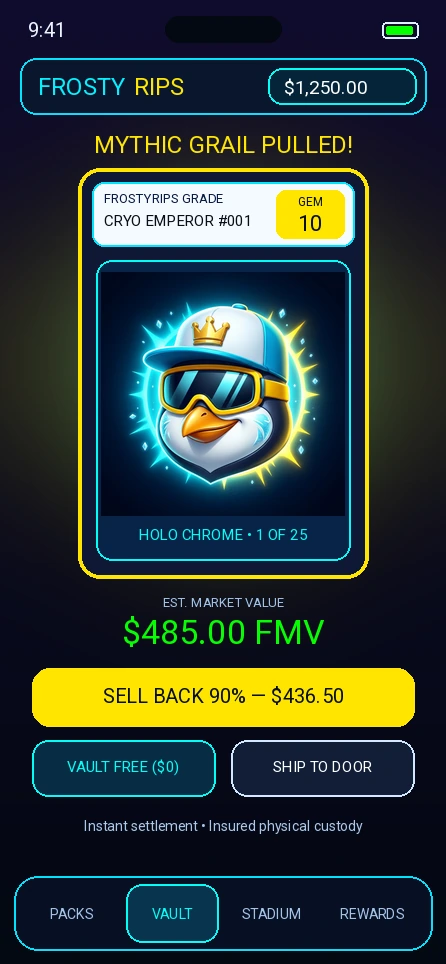 9:41
FROSTY RIPS $1,250.00
MYTHIC GRAIL PULLED!
FROSTYRIPS GRADE
CRYO EMPEROR #001
GEM
10
HOLO CHROME • 1 OF 25
EST. MARKET VALUE
$485.00 FMV
SELL BACK 90% — $436.50
VAULT FREE ($0) SHIP TO DOOR
Instant settlement • Insured physical custody
PACKS VAULT STADIUM REWARDS